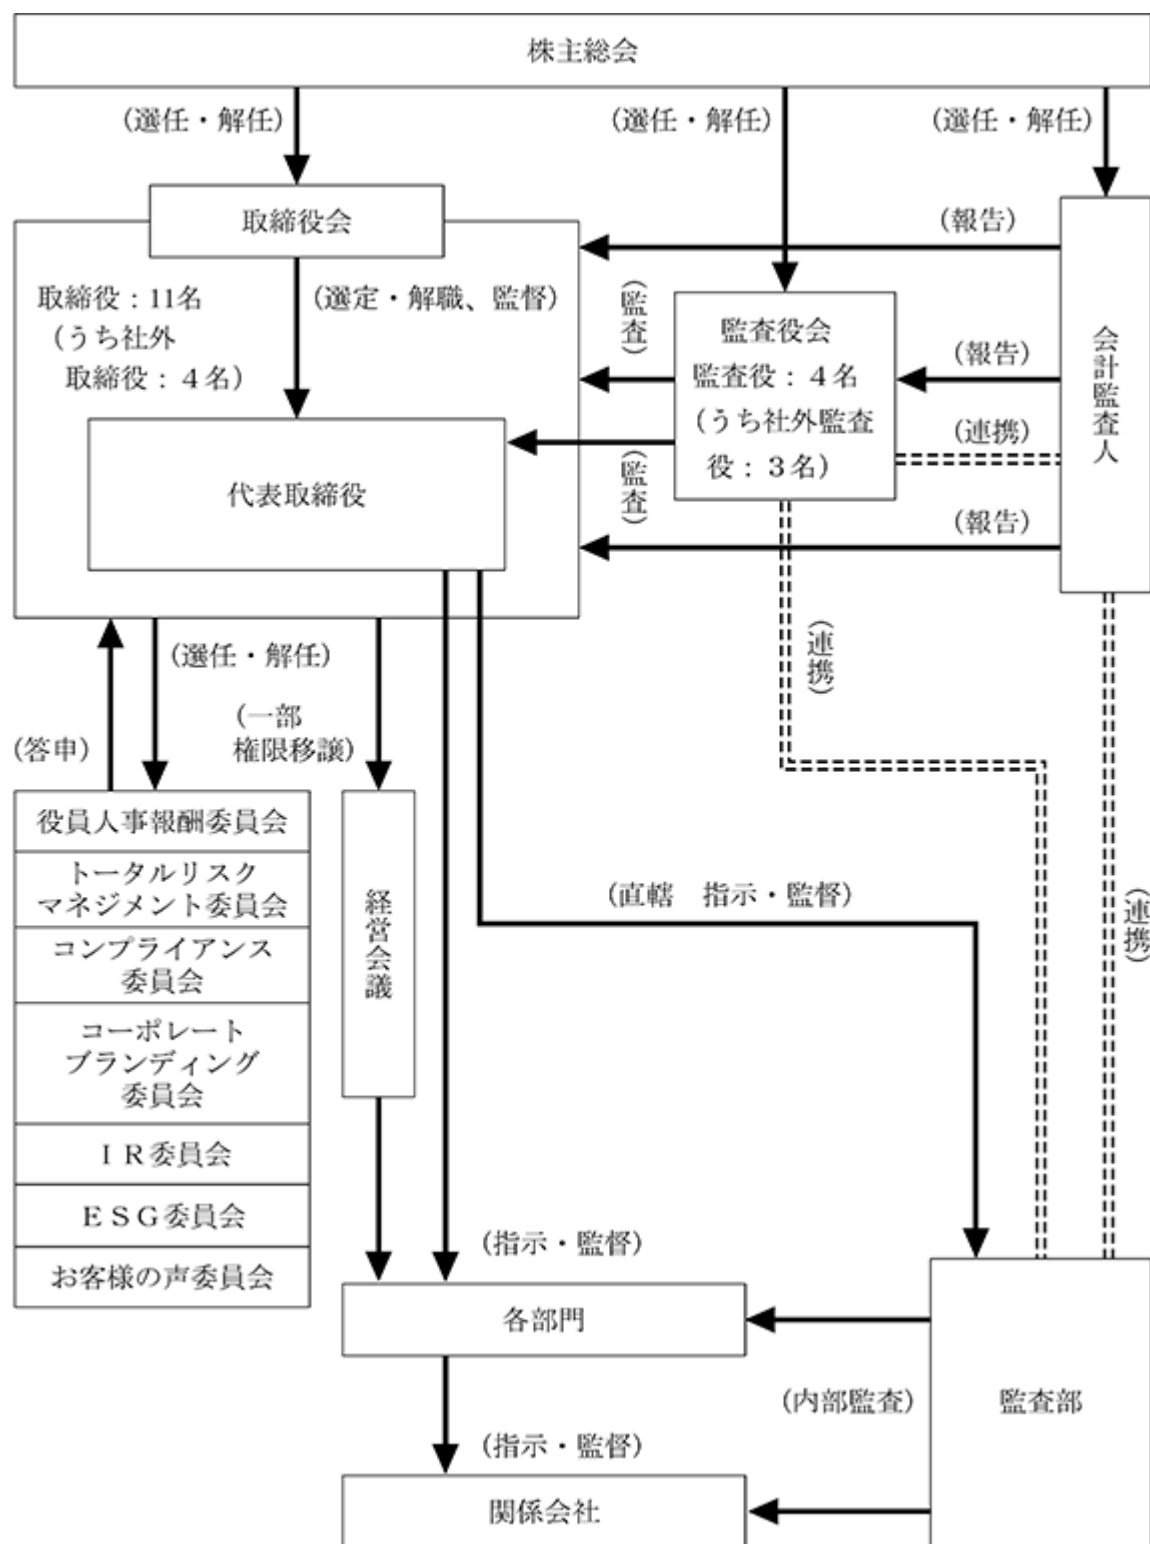 株主総会
(選任・解任)
(選任・解任)
(選任・解任)
取締役会
(報告)
取締役：11名
(うち社外
取締役：４名)
(選定・解職、監督)
(監査)
監査役会
監査役：４名
(うち社外監査
役：３名)
(報告)
(連携)
会計監査人
代表取締役
(監査)
(報告)
(選任・解任)
(連携)
(答申)
(一部
権限移譲)
役員人事報酬委員会
トータルリスク
マネジメント委員会
コンプライアンス
委員会
コーポレート
ブランディング
委員会
ＩＲ委員会
ＥＳＧ委員会
お客様の声委員会
経営会議
(直轄　指示・監督)
(連携)
(指示・監督)
各部門
(内部監査)
監査部
(指示・監督)
関係会社